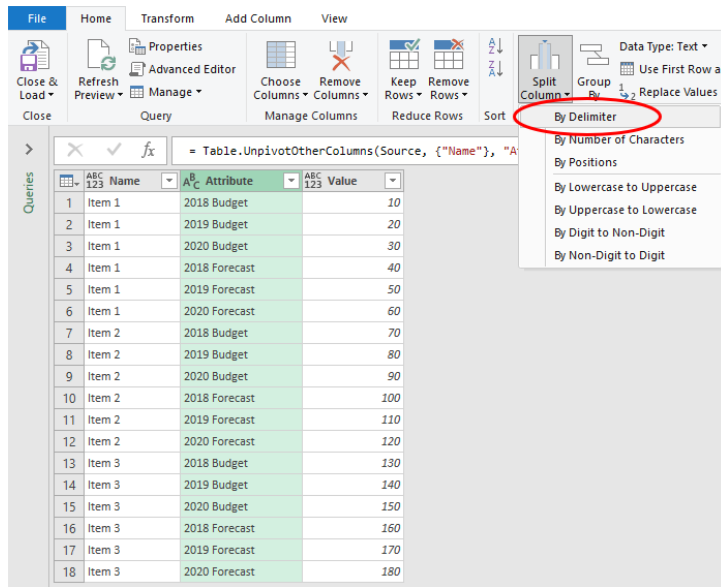 File Home Transform Add Column View
Properties
Advanced Editor
Manage
Close & Load
Refresh Preview
Choose Columns
Remove Columns
Keep Rows
Remove Rows
A Z
Z A
Split Column
Group By
Data Type: Text
Use First Row a
1 2 Replace Values
Close Query Manage Columns Reduce Rows Sort
By Delimiter
By Number of Characters
By Positions
By Lowercase to Uppercase
By Uppercase to Lowercase
By Digit to Non-Digit
By Non-Digit to Digit
fx = Table.UnpivotOtherColumns(Source, {"Name"}, "A
Queries
ABC 123 Name ABC Attribute ABC 123 Value
1 Item 1 2018 Budget 10
2 Item 1 2019 Budget 20
3 Item 1 2020 Budget 30
4 Item 1 2018 Forecast 40
5 Item 1 2019 Forecast 50
6 Item 1 2020 Forecast 60
7 Item 2 2018 Budget 70
8 Item 2 2019 Budget 80
9 Item 2 2020 Budget 90
10 Item 2 2018 Forecast 100
11 Item 2 2019 Forecast 110
12 Item 2 2020 Forecast 120
13 Item 3 2018 Budget 130
14 Item 3 2019 Budget 140
15 Item 3 2020 Budget 150
16 Item 3 2018 Forecast 160
17 Item 3 2019 Forecast 170
18 Item 3 2020 Forecast 180